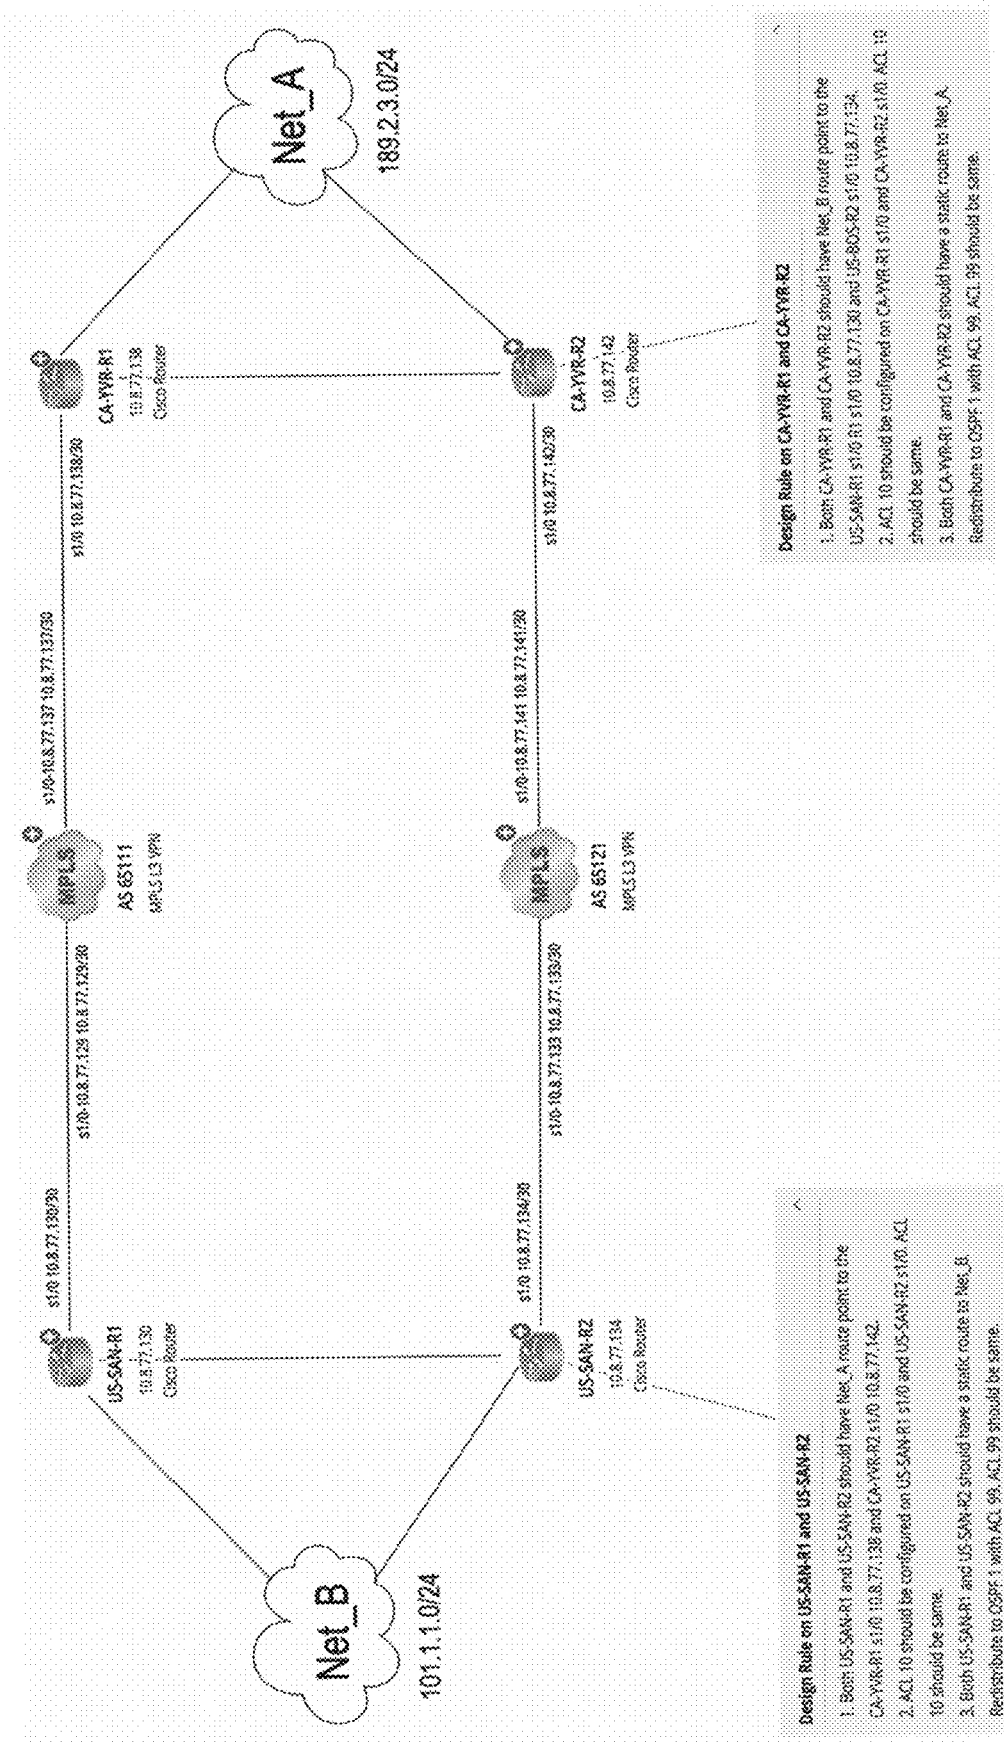 Net_B
101.1.1.0/24
US-SAN-R1
10.8.77.130
Cisco Router
s1/0 10.8.77.130/30
s1/0-10.8.77.129 10.8.77.129/30
MPLS
AS 65111
MPLS L3 VPN
s1/0-10.8.77.137 10.8.77.137/30
s1/0 10.8.77.138/30
CA-YVR-R1
10.8.77.138
Cisco Router
Net_A
189.2.3.0/24
US-SAN-R2
10.8.77.134
Cisco Router
s1/0 10.8.77.134/30
s1/0-10.8.77.133 10.8.77.133/30
MPLS
AS 65121
MPLS L3 VPN
s1/0-10.8.77.141 10.8.77.141/30
s1/0 10.8.77.142/30
CA-YVR-R2
10.8.77.142
Cisco Router
Design Rule on US-SAN-R1 and US-SAN-R2
1. Both US-SAN-R1 and US-SAN-R2 should have Net_A route point to the
CA-YVR-R1 s1/0 10.8.77.138 and CA-YVR-R2 s1/0 10.8.77.142.
2. ACL 10 should be configured on US-SAN-R1 s1/0 and US-SAN-R2 s1/0. ACL
10 should be same.
3. Both US-SAN-R1 and US-SAN-R2 should have a static route to Net_B.
Redistribute to OSPF 1 with ACL 99. ACL 99 should be same.
Design Rule on CA-YVR-R1 and CA-YVR-R2
1. Both CA-YVR-R1 and CA-YVR-R2 should have Net_B route point to the
US-SAN-R1 s1/0 R1 s1/0 10.8.77.130 and US-BOS-R2 s1/0 10.8.77.134.
2. ACL 10 should be configured on CA-YVR-R1 s1/0 and CA-YVR-R2 s1/0. ACL 10
should be same.
3. Both CA-YVR-R1 and CA-YVR-R2 should have a static route to Net_A.
Redistribute to OSPF 1 with ACL 99. ACL 99 should be same.